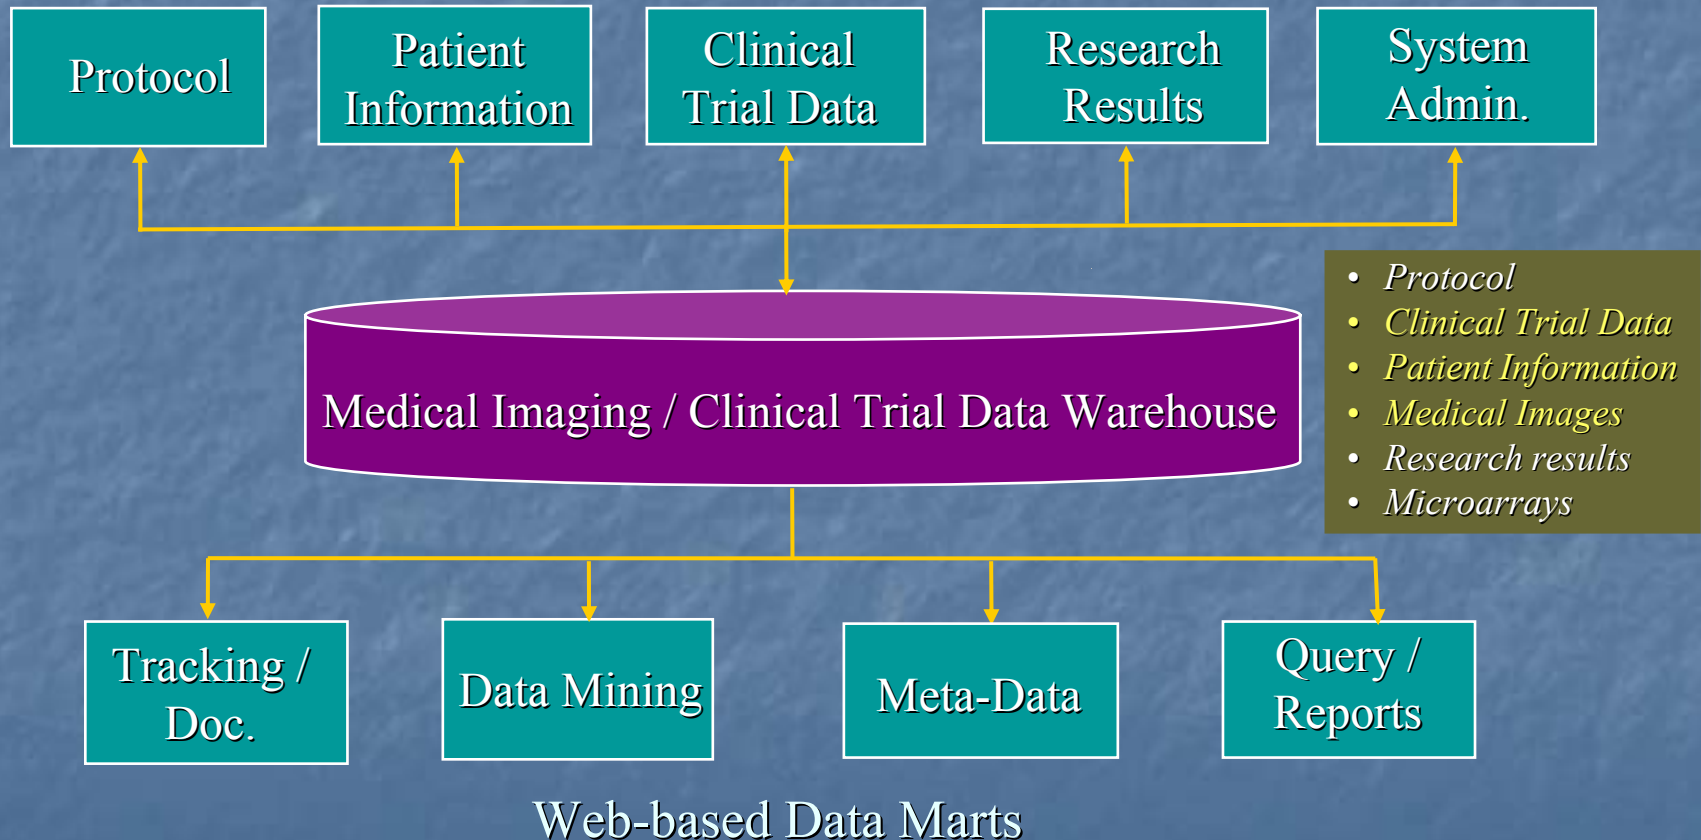 Protocol
Patient
Information
Clinical
Trial Data
Research
Results
System
Admin.
Medical Imaging / Clinical Trial Data Warehouse
• Protocol
• Clinical Trial Data
• Patient Information
• Medical Images
• Research results
• Microarrays
Tracking /
Doc.
Data Mining
Meta-Data
Query /
Reports
Web-based Data Marts